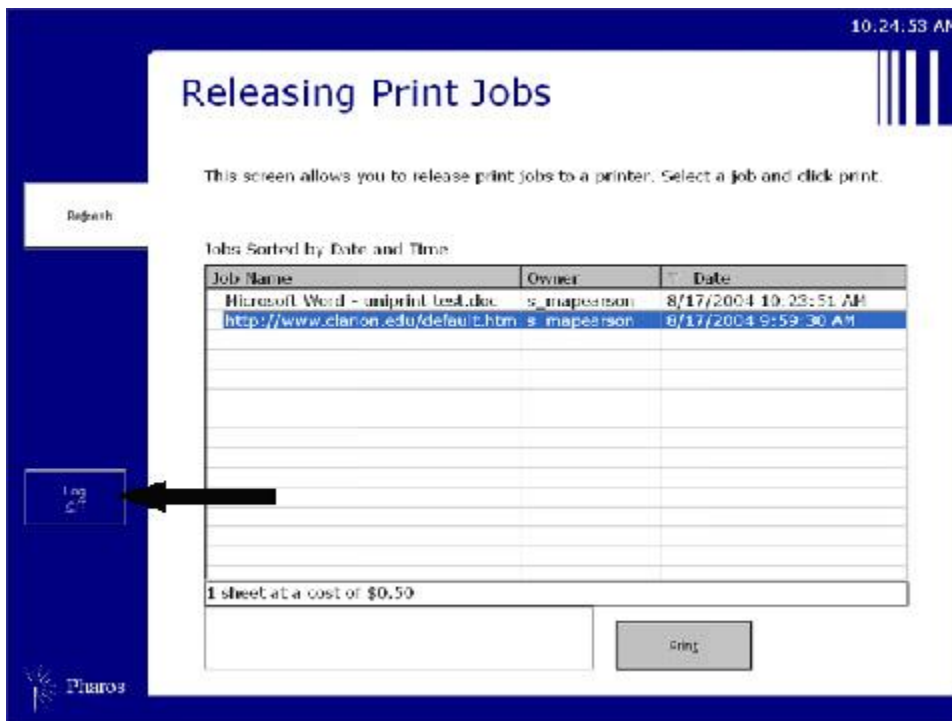 10:24:53 AM
Releasing Print Jobs
This screen allows you to release print jobs to a printer. Select a job and click print.
Refresh
Jobs Sorted by Date and Time
Job Name Owner Date
Microsoft Word - uniprint test.doc s_mapearson 8/17/2004 10:23:51 AM
http://www.clarion.edu/default.htm s_mapearson 8/17/2004 9:59:30 AM
Log
Off
1 sheet at a cost of $0.50
Print
Pharos